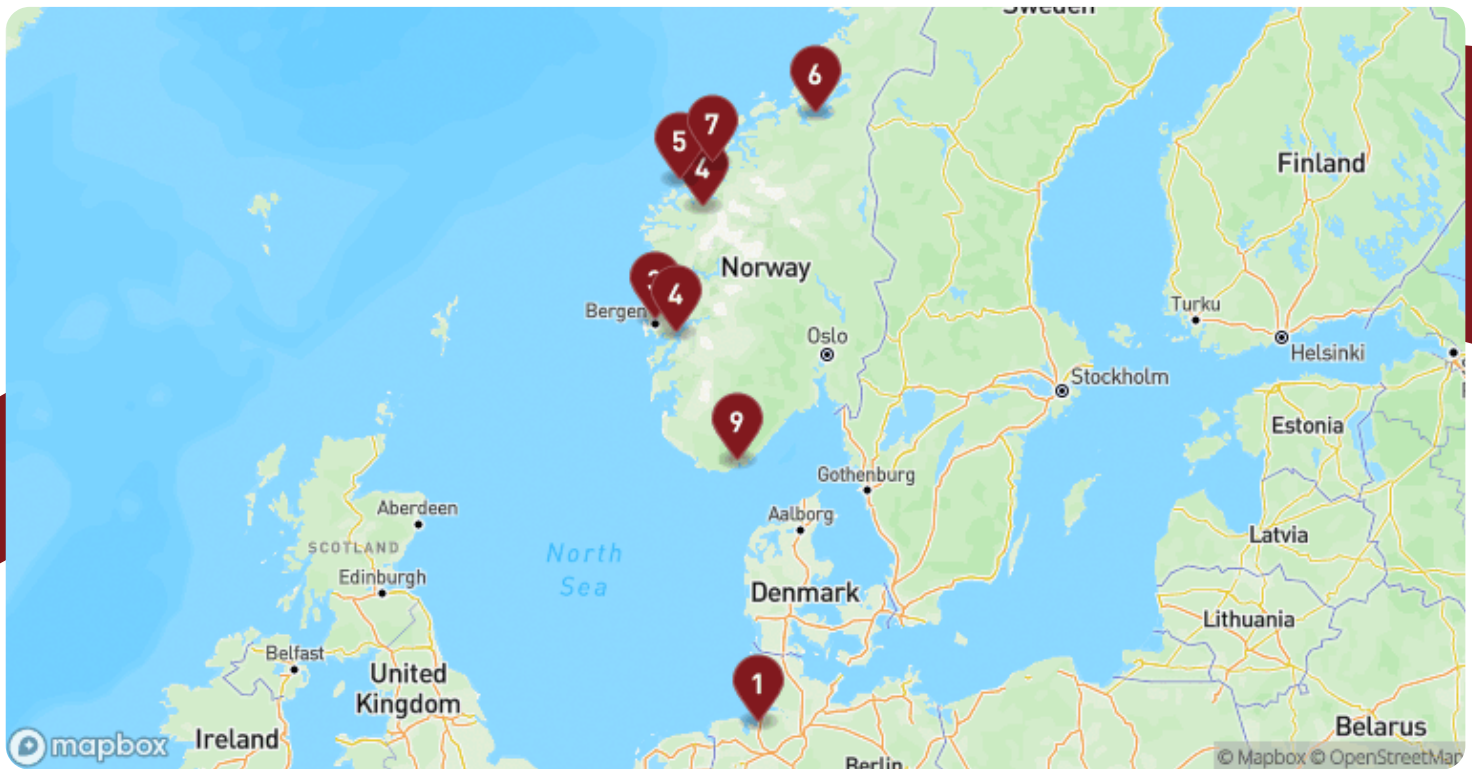 Sweden
6
7
5
4
Finland
Norway
3
4
Bergen
Turku
Oslo
Helsinki
Stockholm
9
Estonia
Gothenburg
Aberdeen
Aalborg
SCOTLAND
Latvia
North
Sea
Edinburgh
Denmark
Lithuania
Belfast
United
Kingdom
1
Belarus
Ireland
mapbox
Berlin
© Mapbox © OpenStreetMap